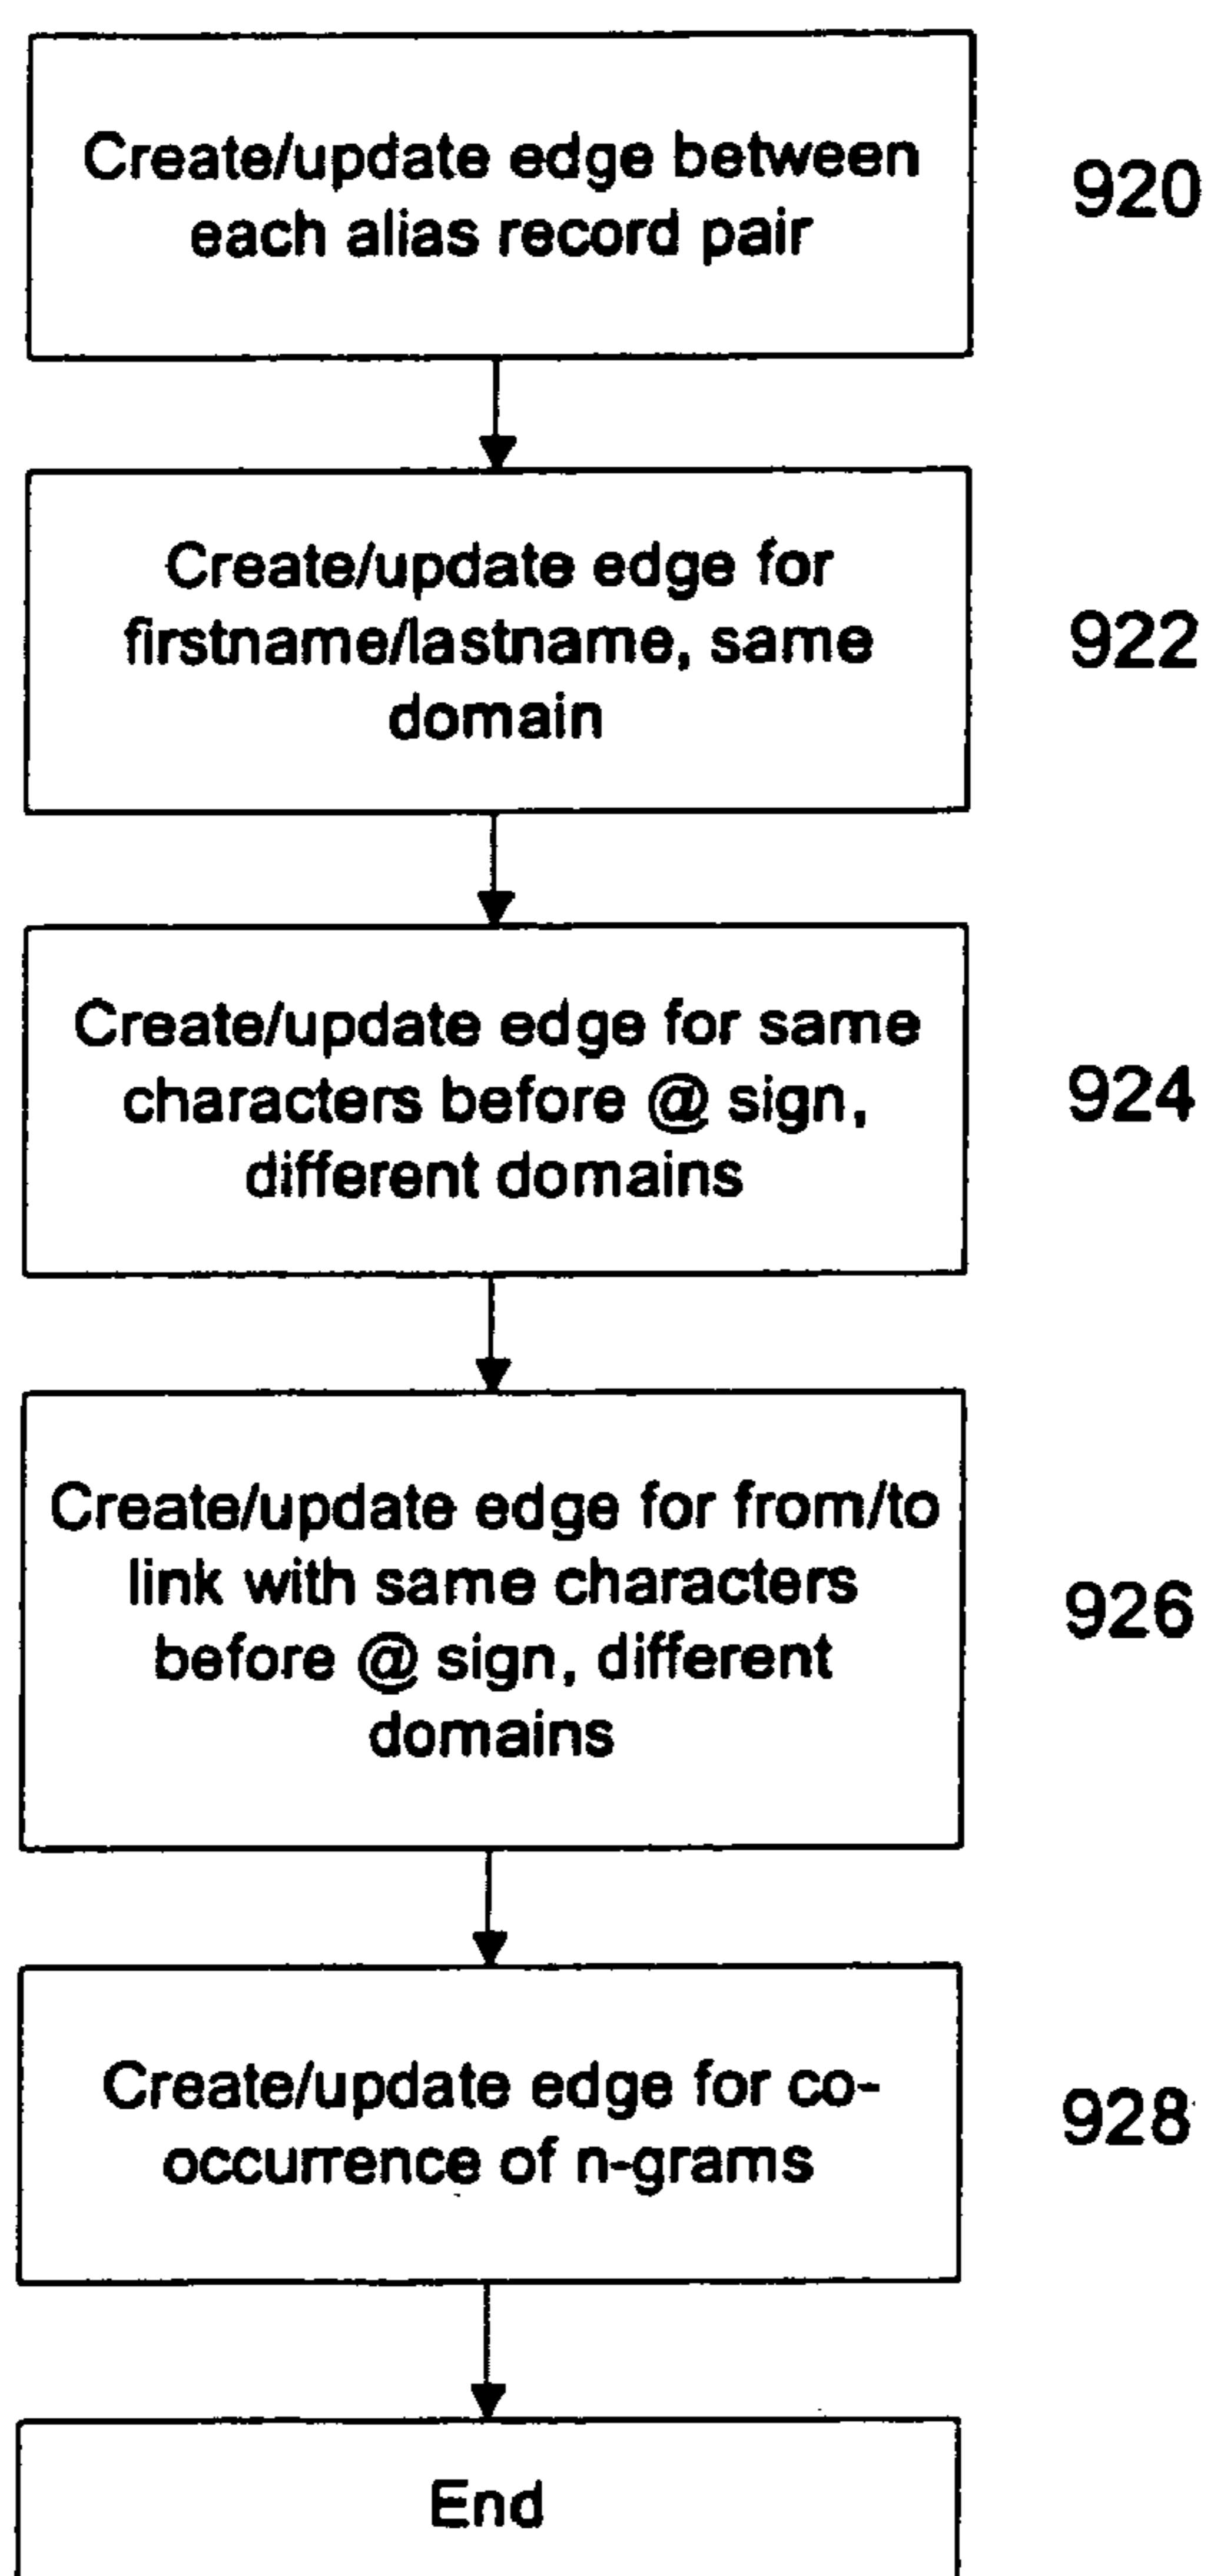 Create/update edge between
each alias record pair
920
Create/update edge for
firstname/lastname, same
domain
922
Create/update edge for same
characters before @ sign,
different domains
924
Create/update edge for from/to
link with same characters
before @ sign, different
domains
926
Create/update edge for co-
occurrence of n-grams
928
End